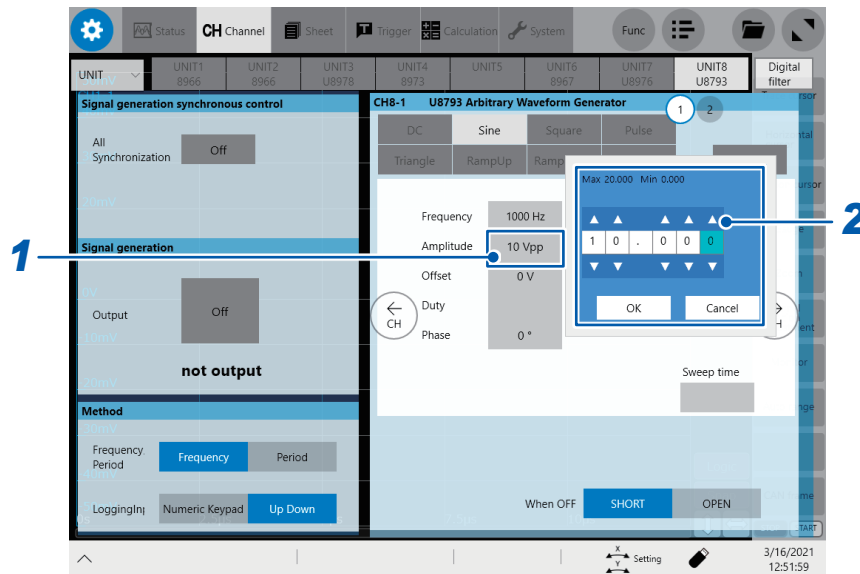 Status
CH Channel
Sheet
T Trigger
Calculation
System
Func
UNIT
UNIT1
8966
UNIT2
8966
UNIT3
U8978
UNIT4
8973
UNIT5
UNIT6
8967
UNIT7
U8976
UNIT8
U8793
Digital
filter
Signal generation synchronous control
All
Synchronization
Off
Signal generation
Output
Off
not output
Method
Frequency.
Period
Frequency
Period
LoggingIn
Numeric Keypad
Up Down
CH8-1 U8793 Arbitrary Waveform Generator
1
2
DC
Sine
Square
Pulse
Triangle
RampUp
Ramp
Frequency
1000 Hz
Amplitude
10 Vpp
Offset
0 V
Duty
Phase
0 °
CH
Max 20.000 Min 0.000
1 0 . 0 0 0
OK
Cancel
Sweep time
When OFF
SHORT
OPEN
START
X
Y
Setting
3/16/2021
12:51:59
1
2